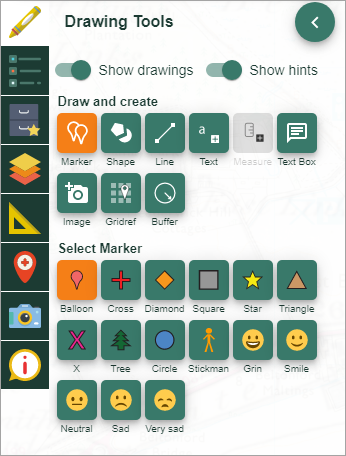 Drawing Tools
Show drawings Show hints
Draw and create
a
Marker Shape Line Text Measure Text Box
Image Gridref Buffer
Select Marker
Balloon Cross Diamond Square Star Triangle
X Tree Circle Stickman Grin Smile
Neutral Sad Very sad